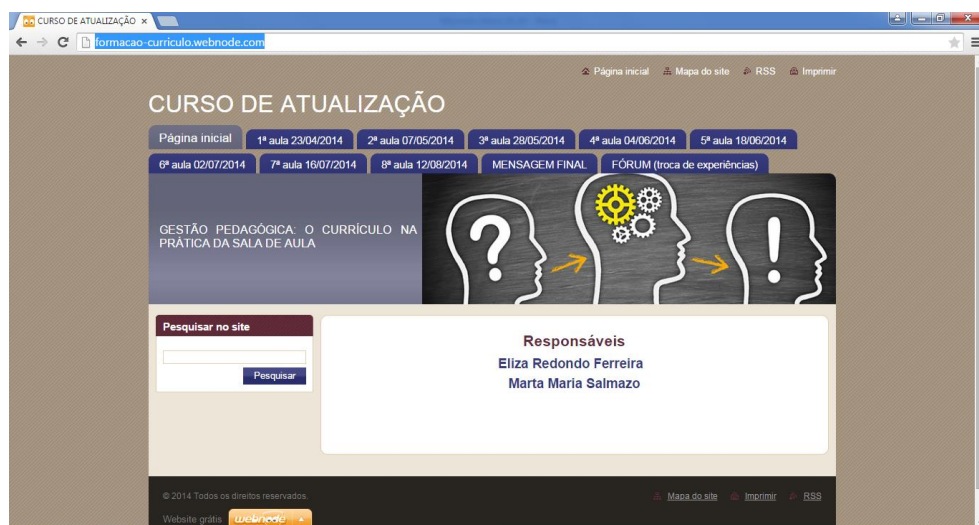 CURSO DE ATUALIZAÇÃO ×
formacao-curriculo.webnode.com
Página inicial Mapa do site RSS Imprimir
CURSO DE ATUALIZAÇÃO
Página inicial 1ª aula 23/04/2014 2ª aula 07/05/2014 3ª aula 28/05/2014 4ª aula 04/06/2014 5ª aula 18/06/2014
6ª aula 02/07/2014 7ª aula 16/07/2014 8ª aula 12/08/2014 MENSAGEM FINAL FÓRUM (troca de experiências)
GESTÃO PEDAGÓGICA: O CURRÍCULO NA
PRÁTICA DA SALA DE AULA
? !
Pesquisar no site
Pesquisar
Responsáveis
Eliza Redondo Ferreira
Marta Maria Salmazo
© 2014 Todos os direitos reservados.
Mapa do site Imprimir RSS
Website grátis webnode